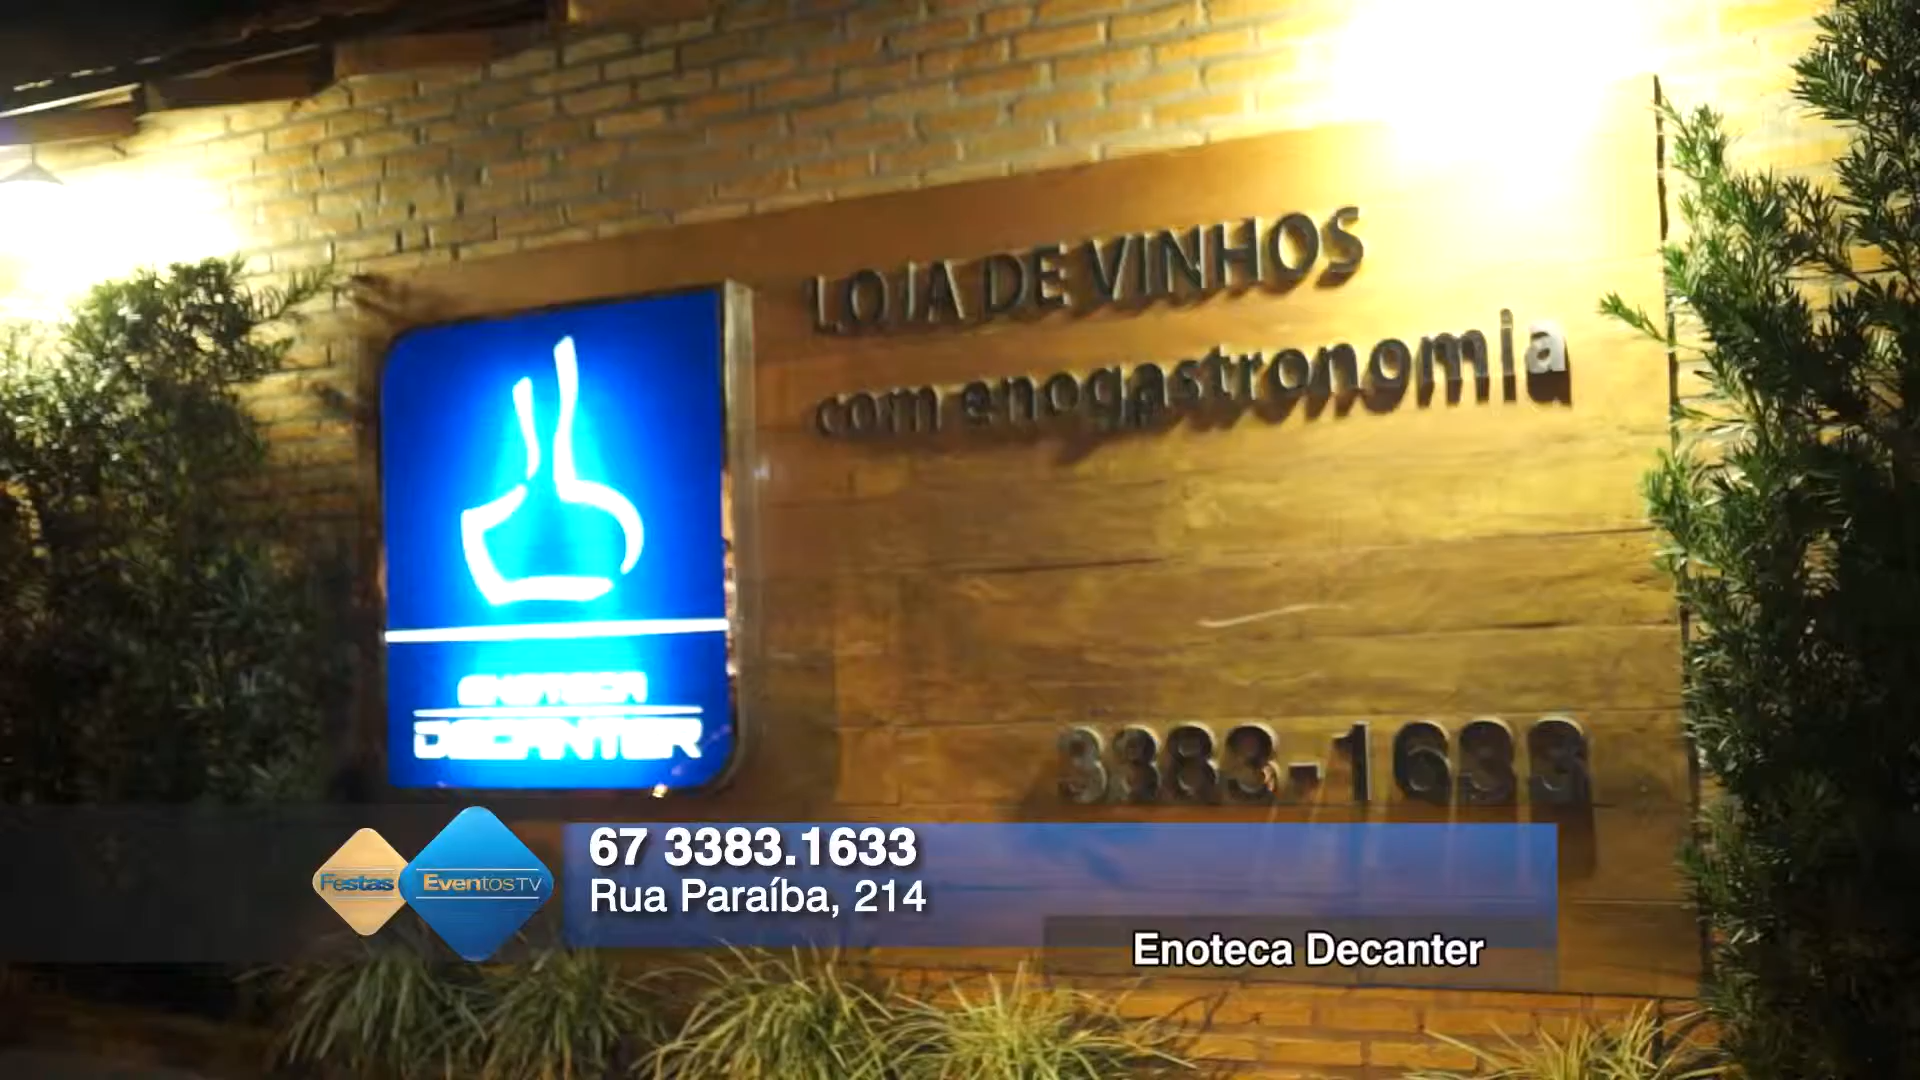 LOJA DE VINHOS
com enogastronomia
ENOTECA
DECANTER
3383-1633
67 3383.1633
Rua Paraíba, 214
Festas
EventosTV
Enoteca Decanter